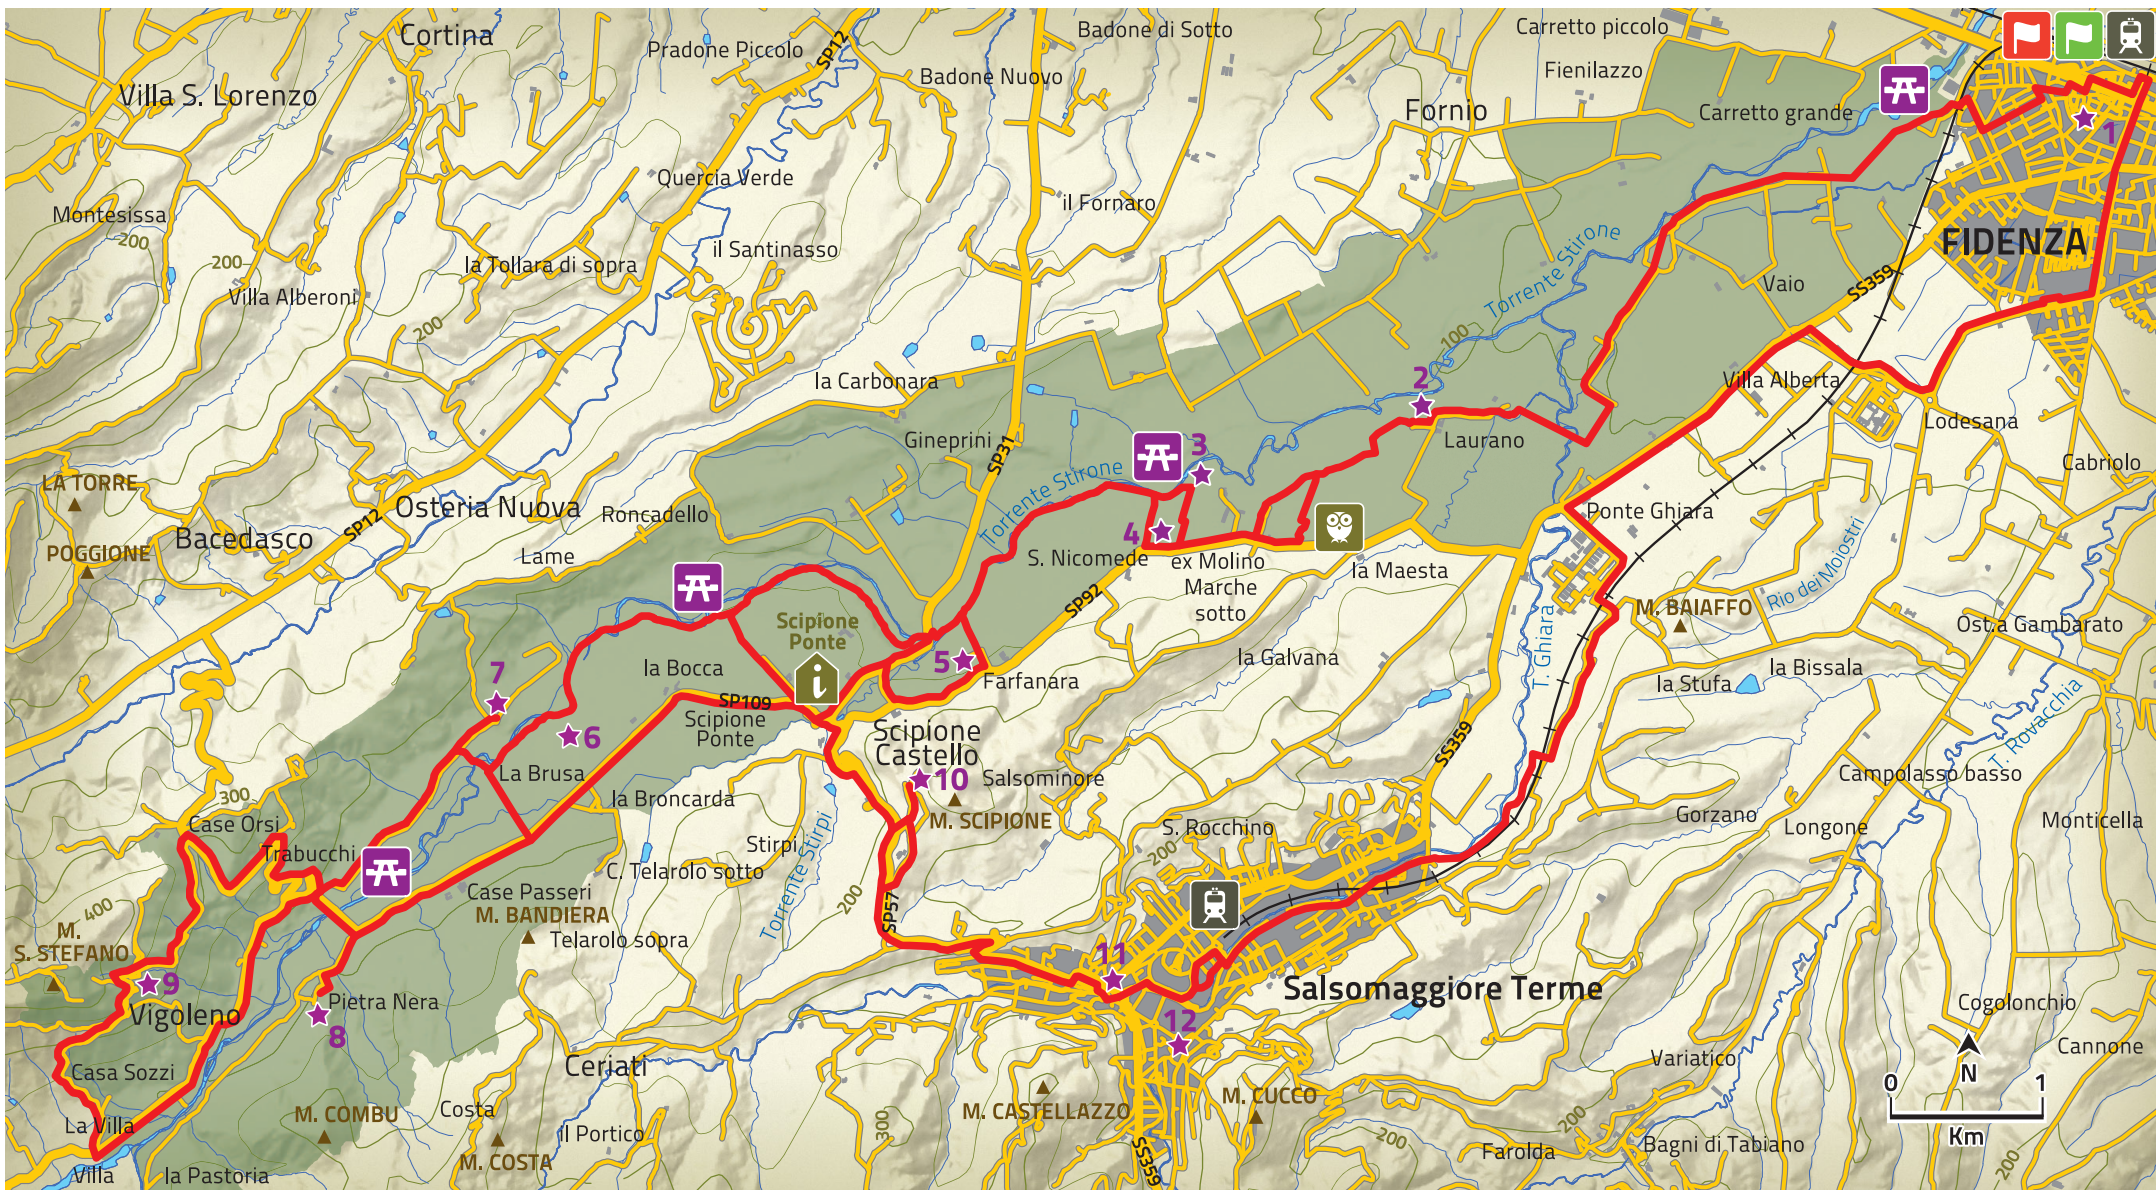 Cortina
Pradone Piccolo
SP12
Badone di Sotto
Carretto piccolo
Villa S. Lorenzo
Badone Nuovo
Fienilazzo
Fornio
Carretto grande
1
Quercia Verde
Montesissa
200
il Fornaro
il Santinasso
Torrente Stirone
FIDENZA
200
la Tollara di sopra
Villa Alberoni
Vaio
SS359
200
100
la Carbonara
2
Villa Alberta
Gineprini
SP31
3
Laurano
Lodesana
Cabriolo
LA TORRE
Torrente Stirone
Osteria Nuova
Roncadello
SP12
Ponte Ghiara
Bacedasco
4
POGGIONE
Lame
S. Nicomede
ex Molino
Marche
sotto
la Maesta
Rio dei Moiostri
SP92
M. BAIAFFO
Scipione
Ponte
i
T. Ghiara
Ost.a Gambarato
la Bocca
5
la Galvana
la Bissala
7
Farfanara
la Stufa
SP109
Scipione
Ponte
6
Scipione
Castello
SS359
T. Rovacchia
La Brusa
10
Salsominore
Campolasso basso
300
la Broncarda
M. SCIPIONE
Gorzano
Monticella
Case Orsi
S. Rocchino
Longone
Trabucchi
Stirpi
200
C. Telarolo sotto
Torrente Stirpi
Case Passeri
200
400
M. BANDIERA
SP57
M.
S. STEFANO
Telarolo sopra
11
9
Pietra Nera
Salsomaggiore Terme
Cogolonchio
Vigoleno
8
12
Ceriati
Variatico
N
Cannone
Casa Sozzi
0
1
Km
M. CASTELLAZZO
M. CUCCO
M. COMBU
Costa
300
200
La Villa
il Portico
200
Bagni di Tabiano
M. COSTA
SS359
Farolda
Villa
la Pastoria
200